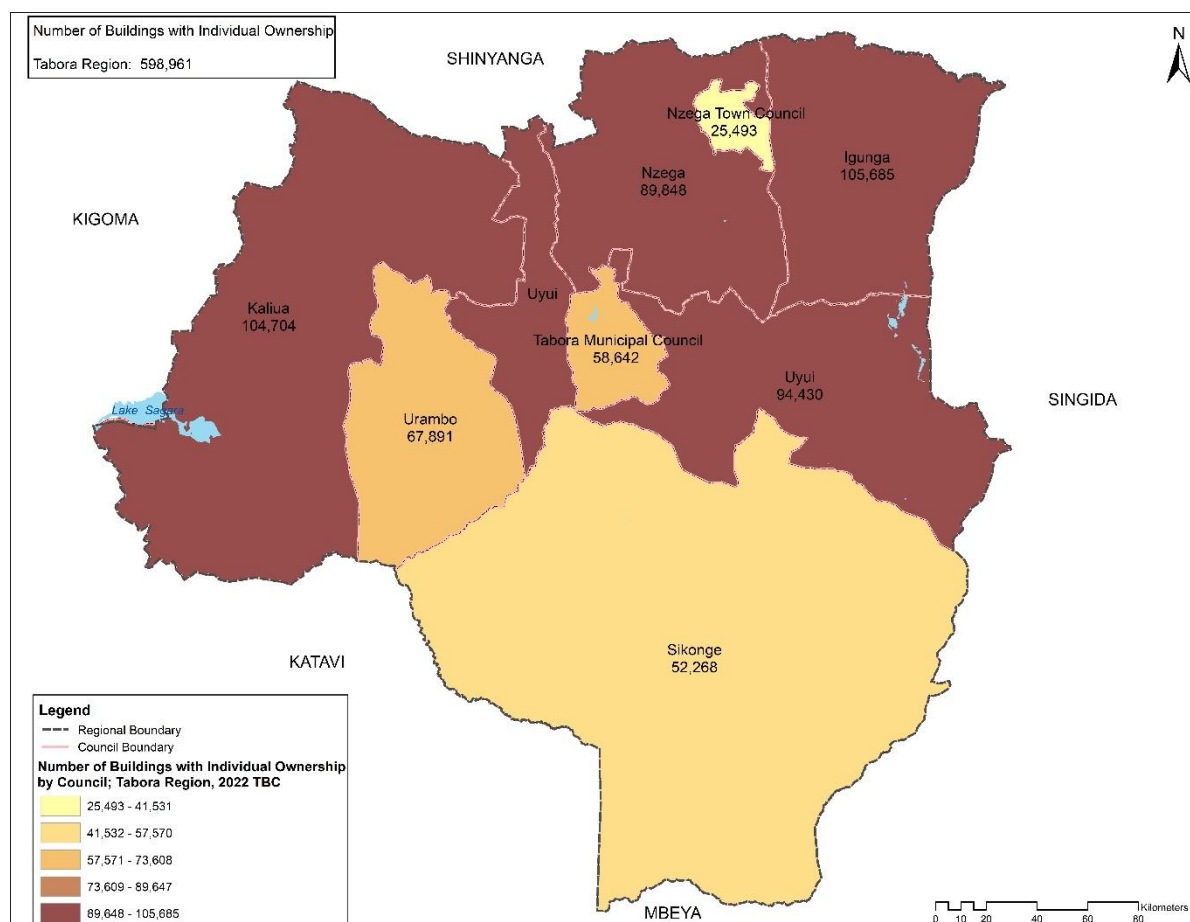 Number of Buildings with Individual Ownership
Tabora Region: 598,961
SHINYANGA
N
Nzega Town Council
25,493
Igunga
105,685
Nzega
89,848
KIGOMA
Uyui
Kaliua
104,704
Tabora Municipal Council
58,642
Uyui
94,430
SINGIDA
Lake Sagara
Urambo
67,891
Sikonge
52,268
KATAVI
Legend
Regional Boundary
Council Boundary
Number of Buildings with Individual Ownership
by Council; Tabora Region, 2022 TBC
25,493 - 41,531
41,532 - 57,570
57,571 - 73,608
73,609 - 89,647
89,648 - 105,685
MBEYA
Kilometers
0 10 20 40 60 80